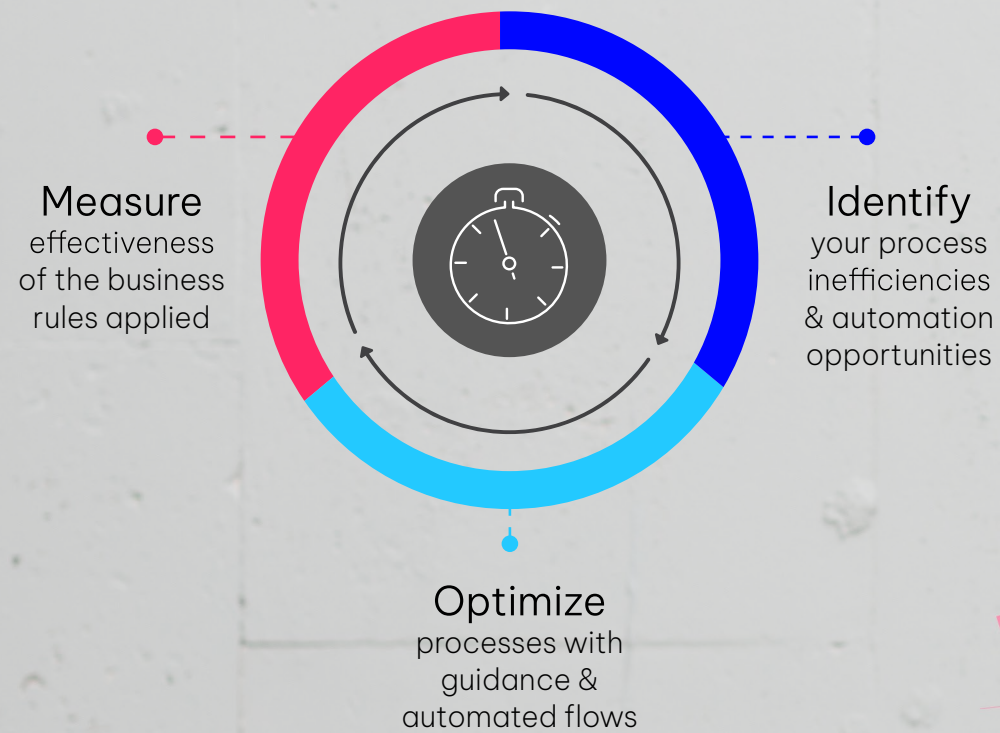 Measure
effectiveness
of the business
rules applied
Identify
your process
inefficiencies
& automation
opportunities
Optimize
processes with
guidance &
automated flows